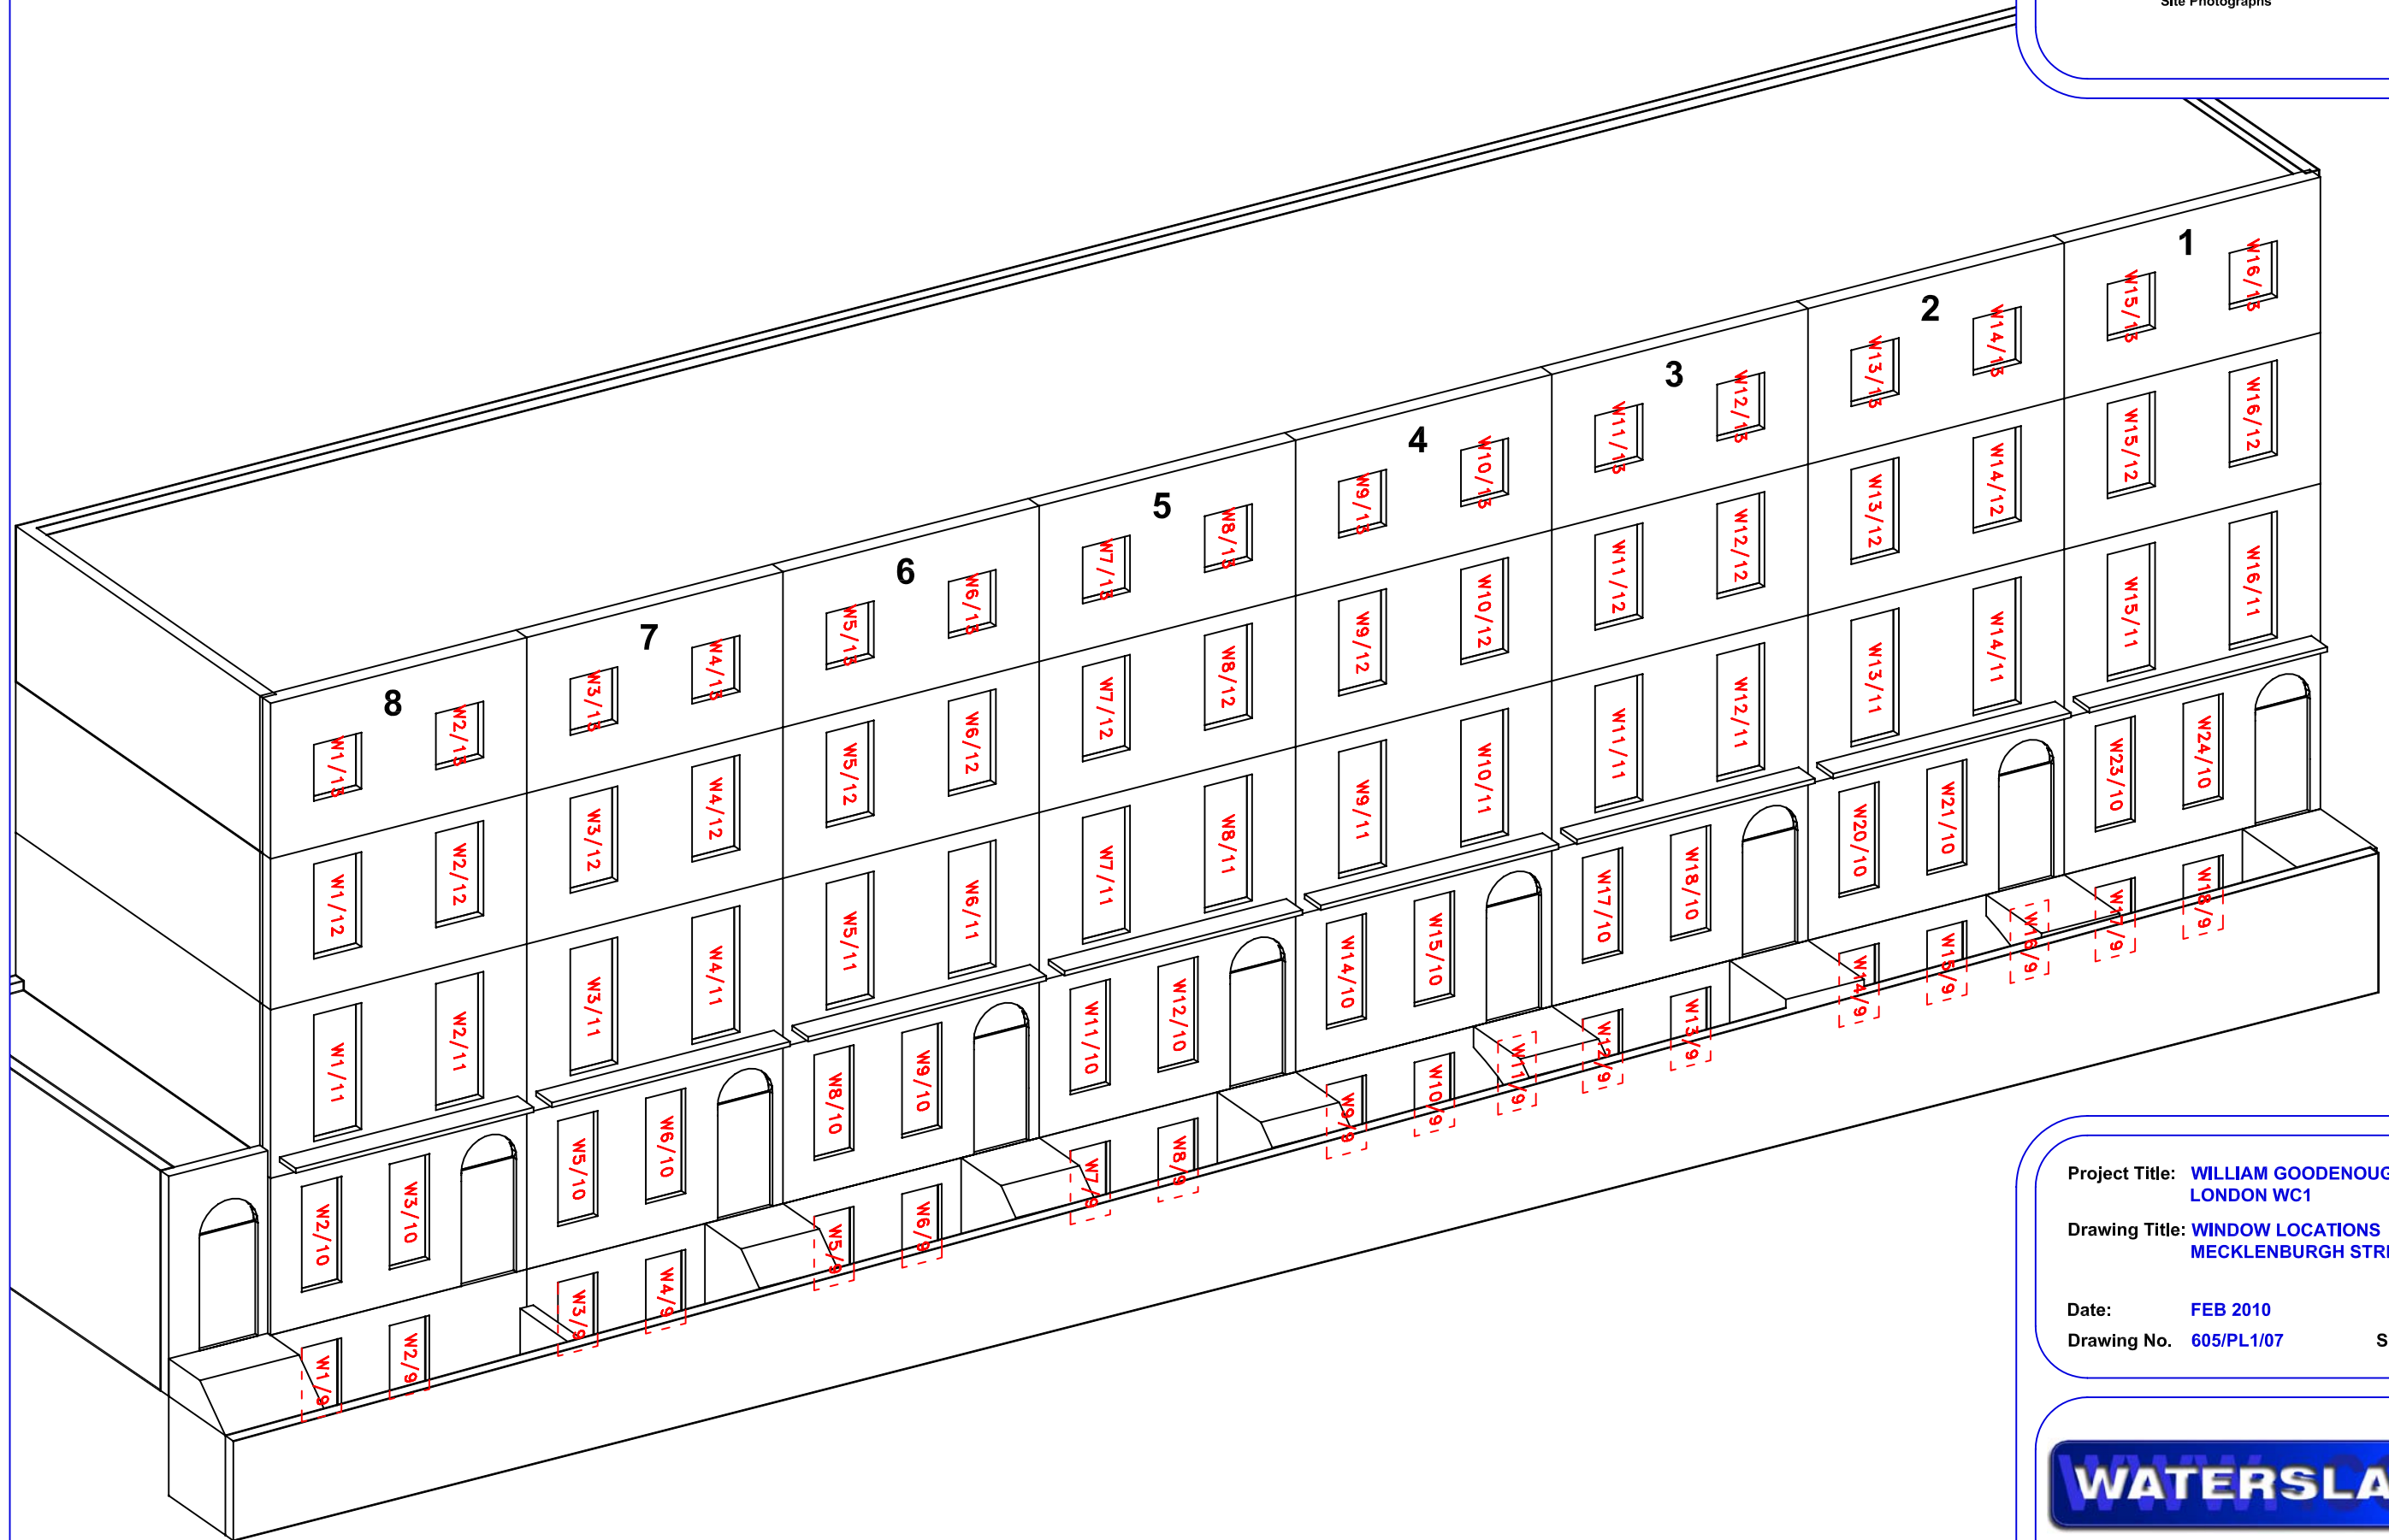 Site Photographs
1
W15/13 W16/13
2
W13/13 W14/13
3
W11/13 W12/13
4
W9/13 W10/13
5
W7/13 W8/13
6
W5/13 W6/13
7
W3/13 W4/13
8
W1/13 W2/13
W1/12 W2/12 W3/12 W4/12 W5/12 W6/12 W7/12 W8/12 W9/12 W10/12 W11/12 W12/12 W13/12 W14/12 W15/12 W16/12
W1/11 W2/11 W3/11 W4/11 W5/11 W6/11 W7/11 W8/11 W9/11 W10/11 W11/11 W12/11 W13/11 W14/11 W15/11 W16/11
W2/10 W3/10 W5/10 W6/10 W8/10 W9/10 W11/10 W12/10 W14/10 W15/10 W17/10 W18/10 W20/10 W21/10 W23/10 W24/10
W1/9 W2/9 W3/9 W4/9 W5/9 W6/9 W7/9 W8/9 W9/9 W10/9 W11/9 W12/9 W13/9 W14/9 W15/9 W16/9 W17/9 W18/9
Project Title: WILLIAM GOODENOUG
LONDON WC1
Drawing Title: WINDOW LOCATIONS
MECKLENBURGH STR
Date: FEB 2010
Drawing No. 605/PL1/07 S
WATERSLA